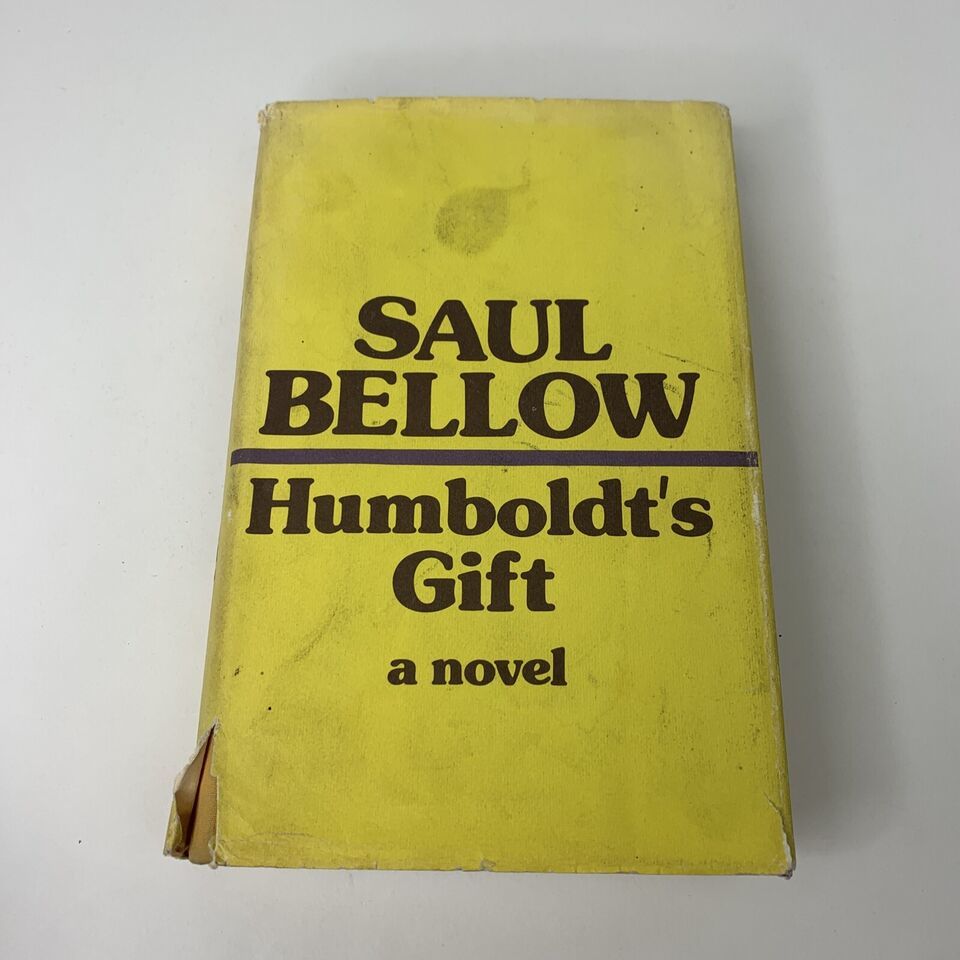 SAUL
BELLOW
Humboldt's
Gift
a novel